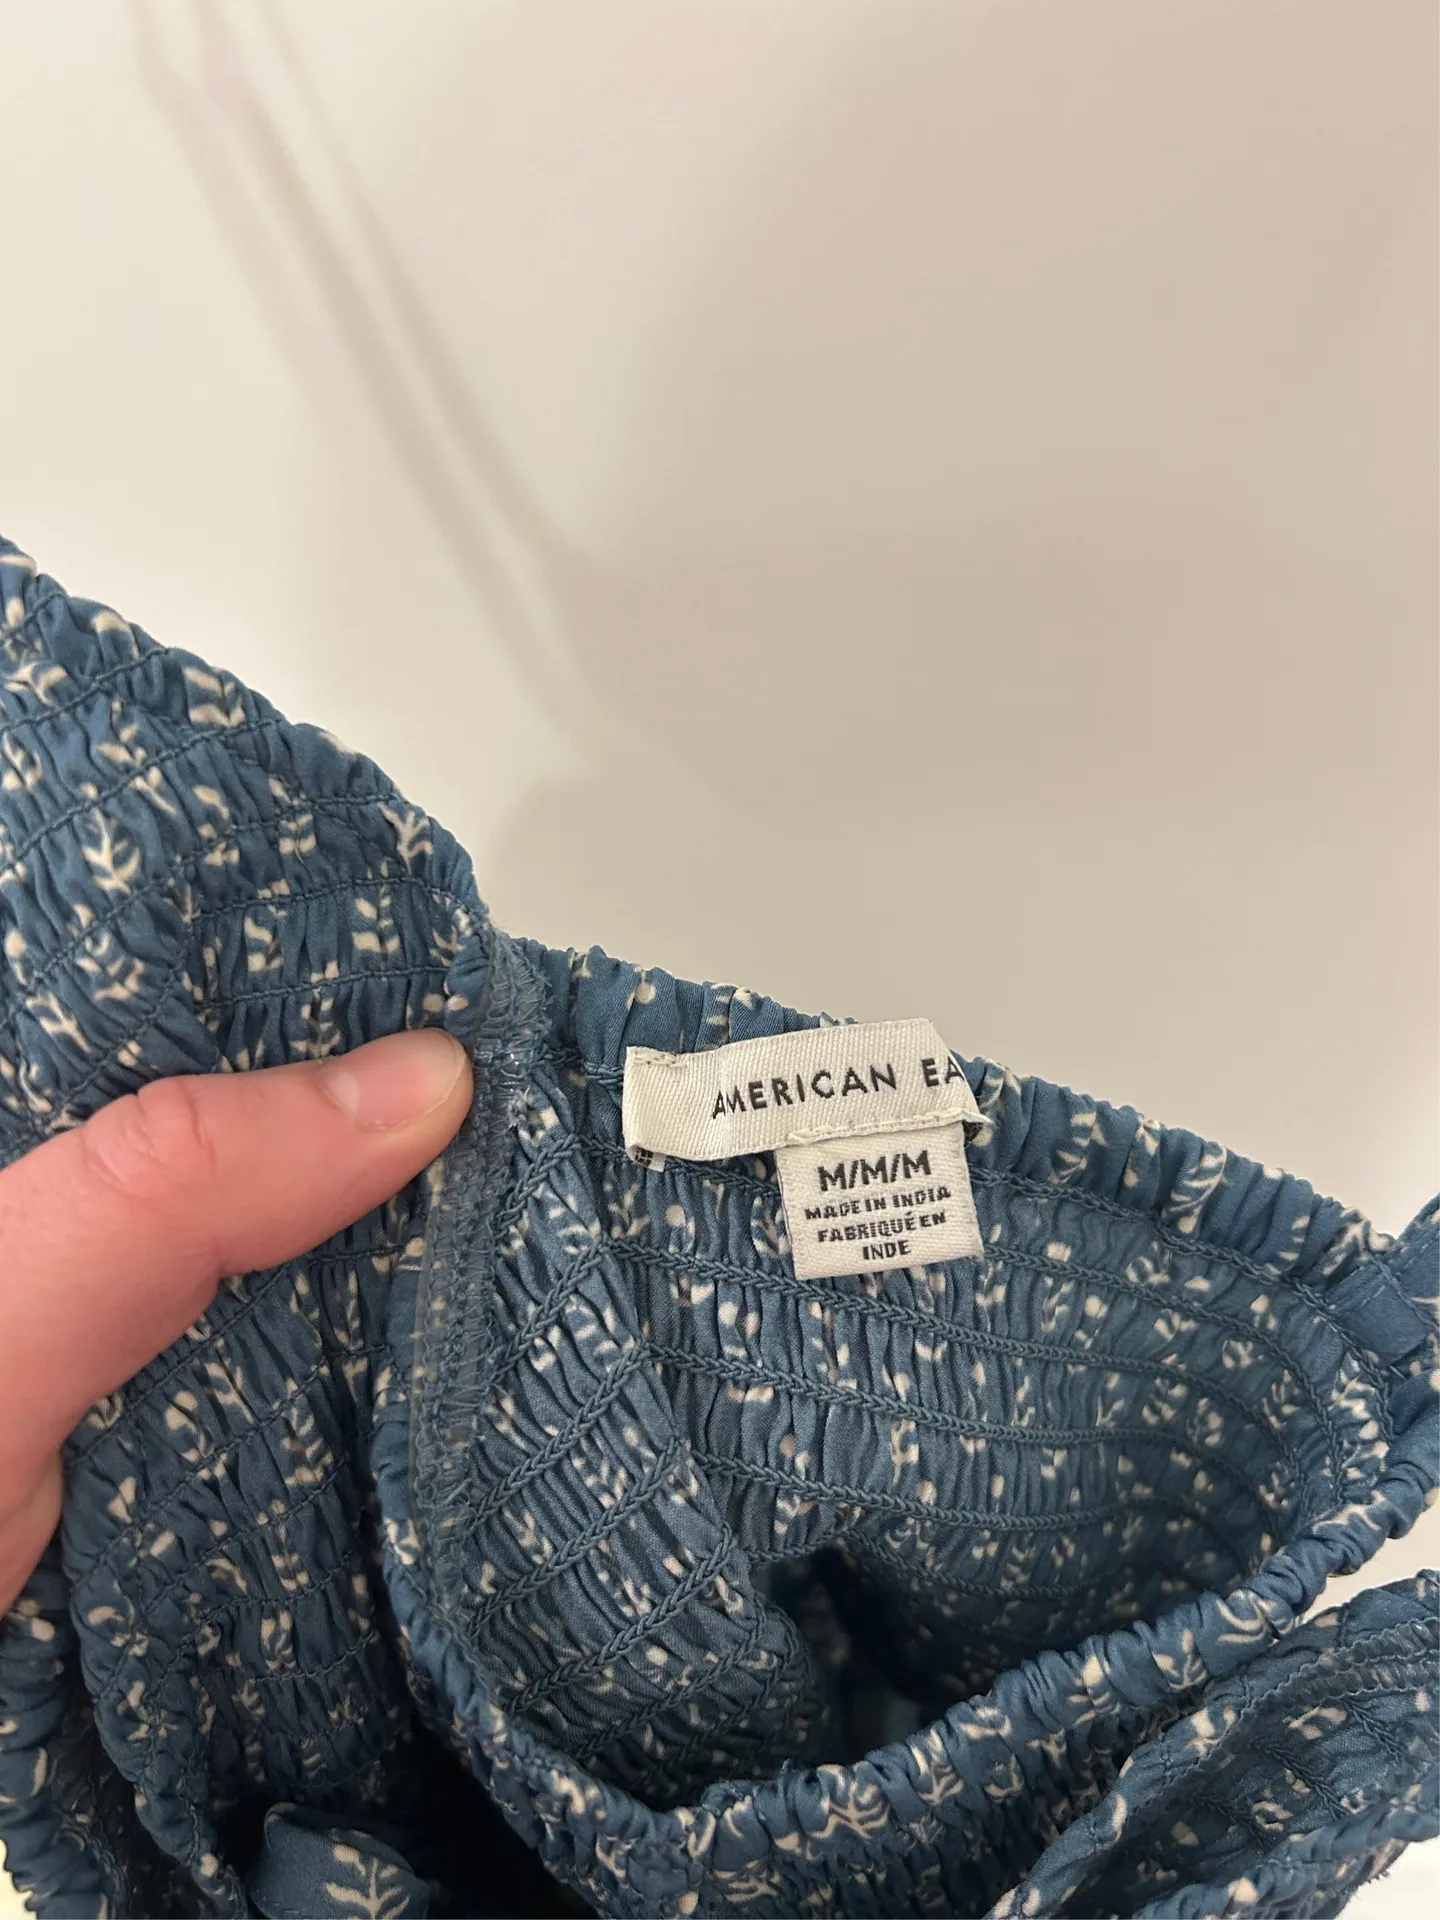 AMERICAN EA
M/M/M
MADE IN INDIA
FABRIQUÉ EN
INDE